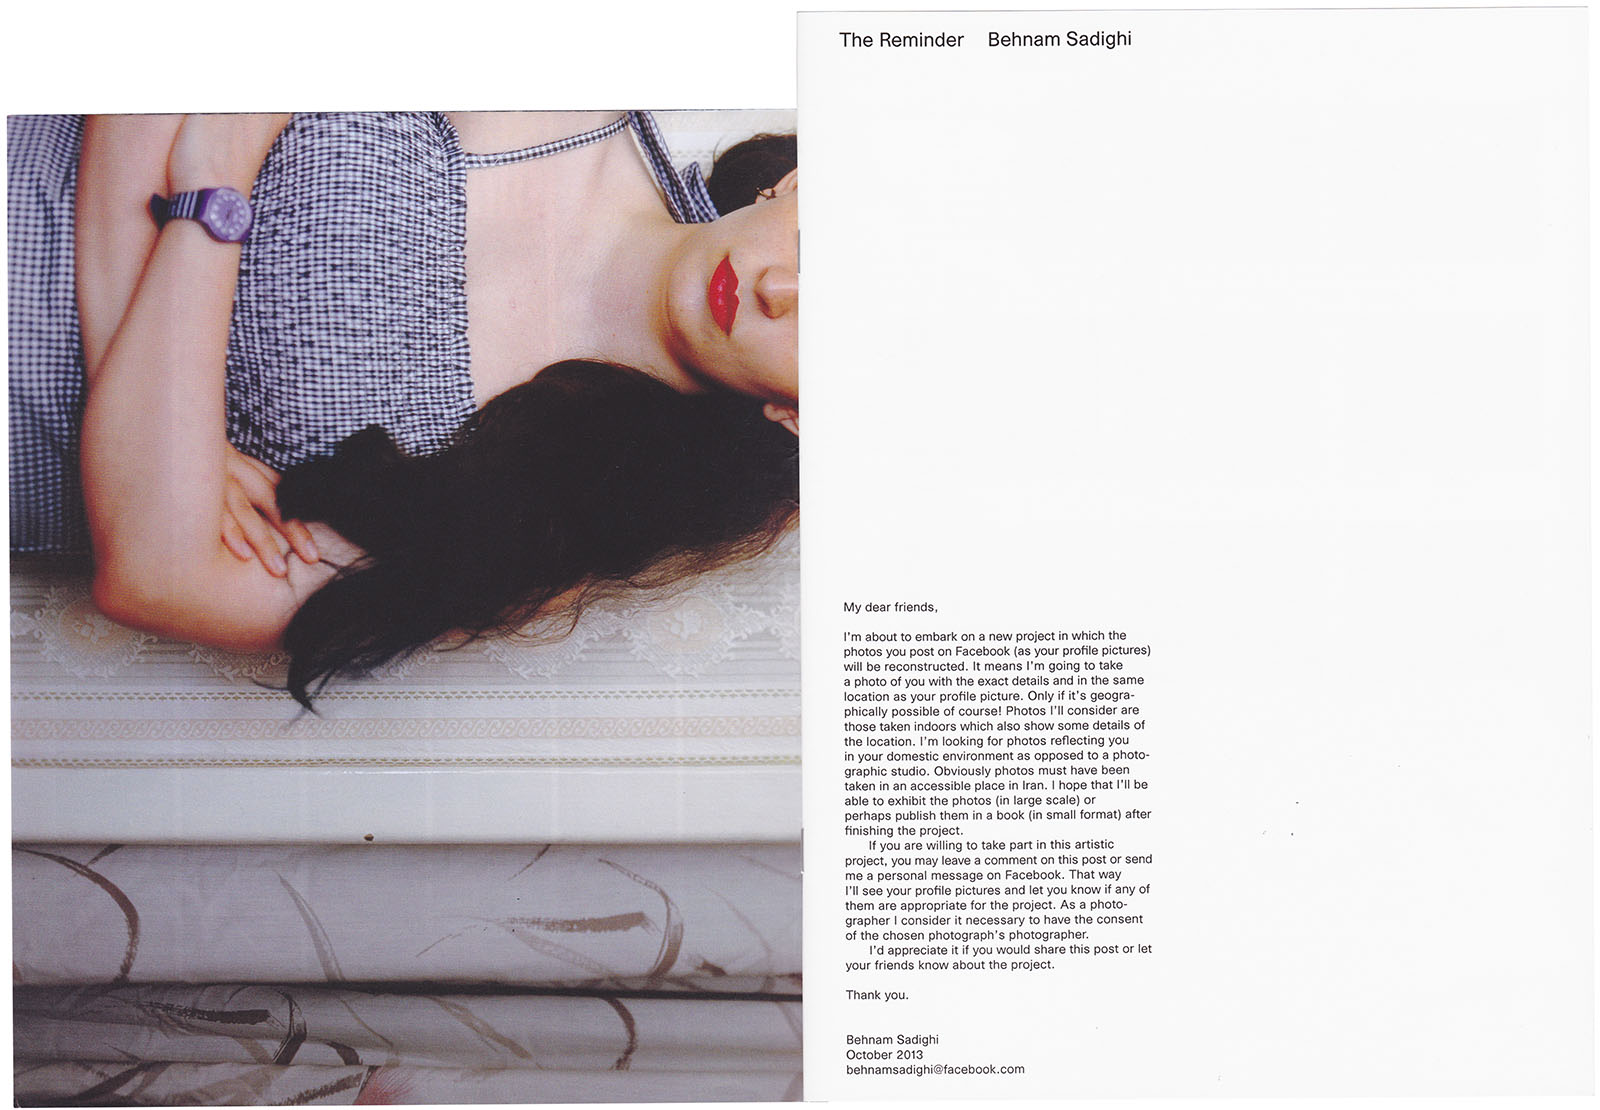 The Reminder Behnam Sadighi
My dear friends,
I'm about to embark on a new project in which the
photos you post on Facebook (as your profile pictures)
will be reconstructed. It means I'm going to take
a photo of you with the exact details and in the same
location as your profile picture. Only if it's geogra-
phically possible of course! Photos I'll consider are
those taken indoors which also show some details of
the location. I'm looking for photos reflecting you
in your domestic environment as opposed to a photo-
graphic studio. Obviously photos must have been
taken in an accessible place in Iran. I hope that I'll be
able to exhibit the photos (in large scale) or
perhaps publish them in a book (in small format) after
finishing the project.
If you are willing to take part in this artistic
project, you may leave a comment on this post or send
me a personal message on Facebook. That way
I'll see your profile pictures and let you know if any of
them are appropriate for the project. As a photo-
grapher I consider it necessary to have the consent
of the chosen photograph's photographer.
I'd appreciate it if you would share this post or let
your friends know about the project.
Thank you.
Behnam Sadighi
October 2013
behnamsadighi@facebook.com